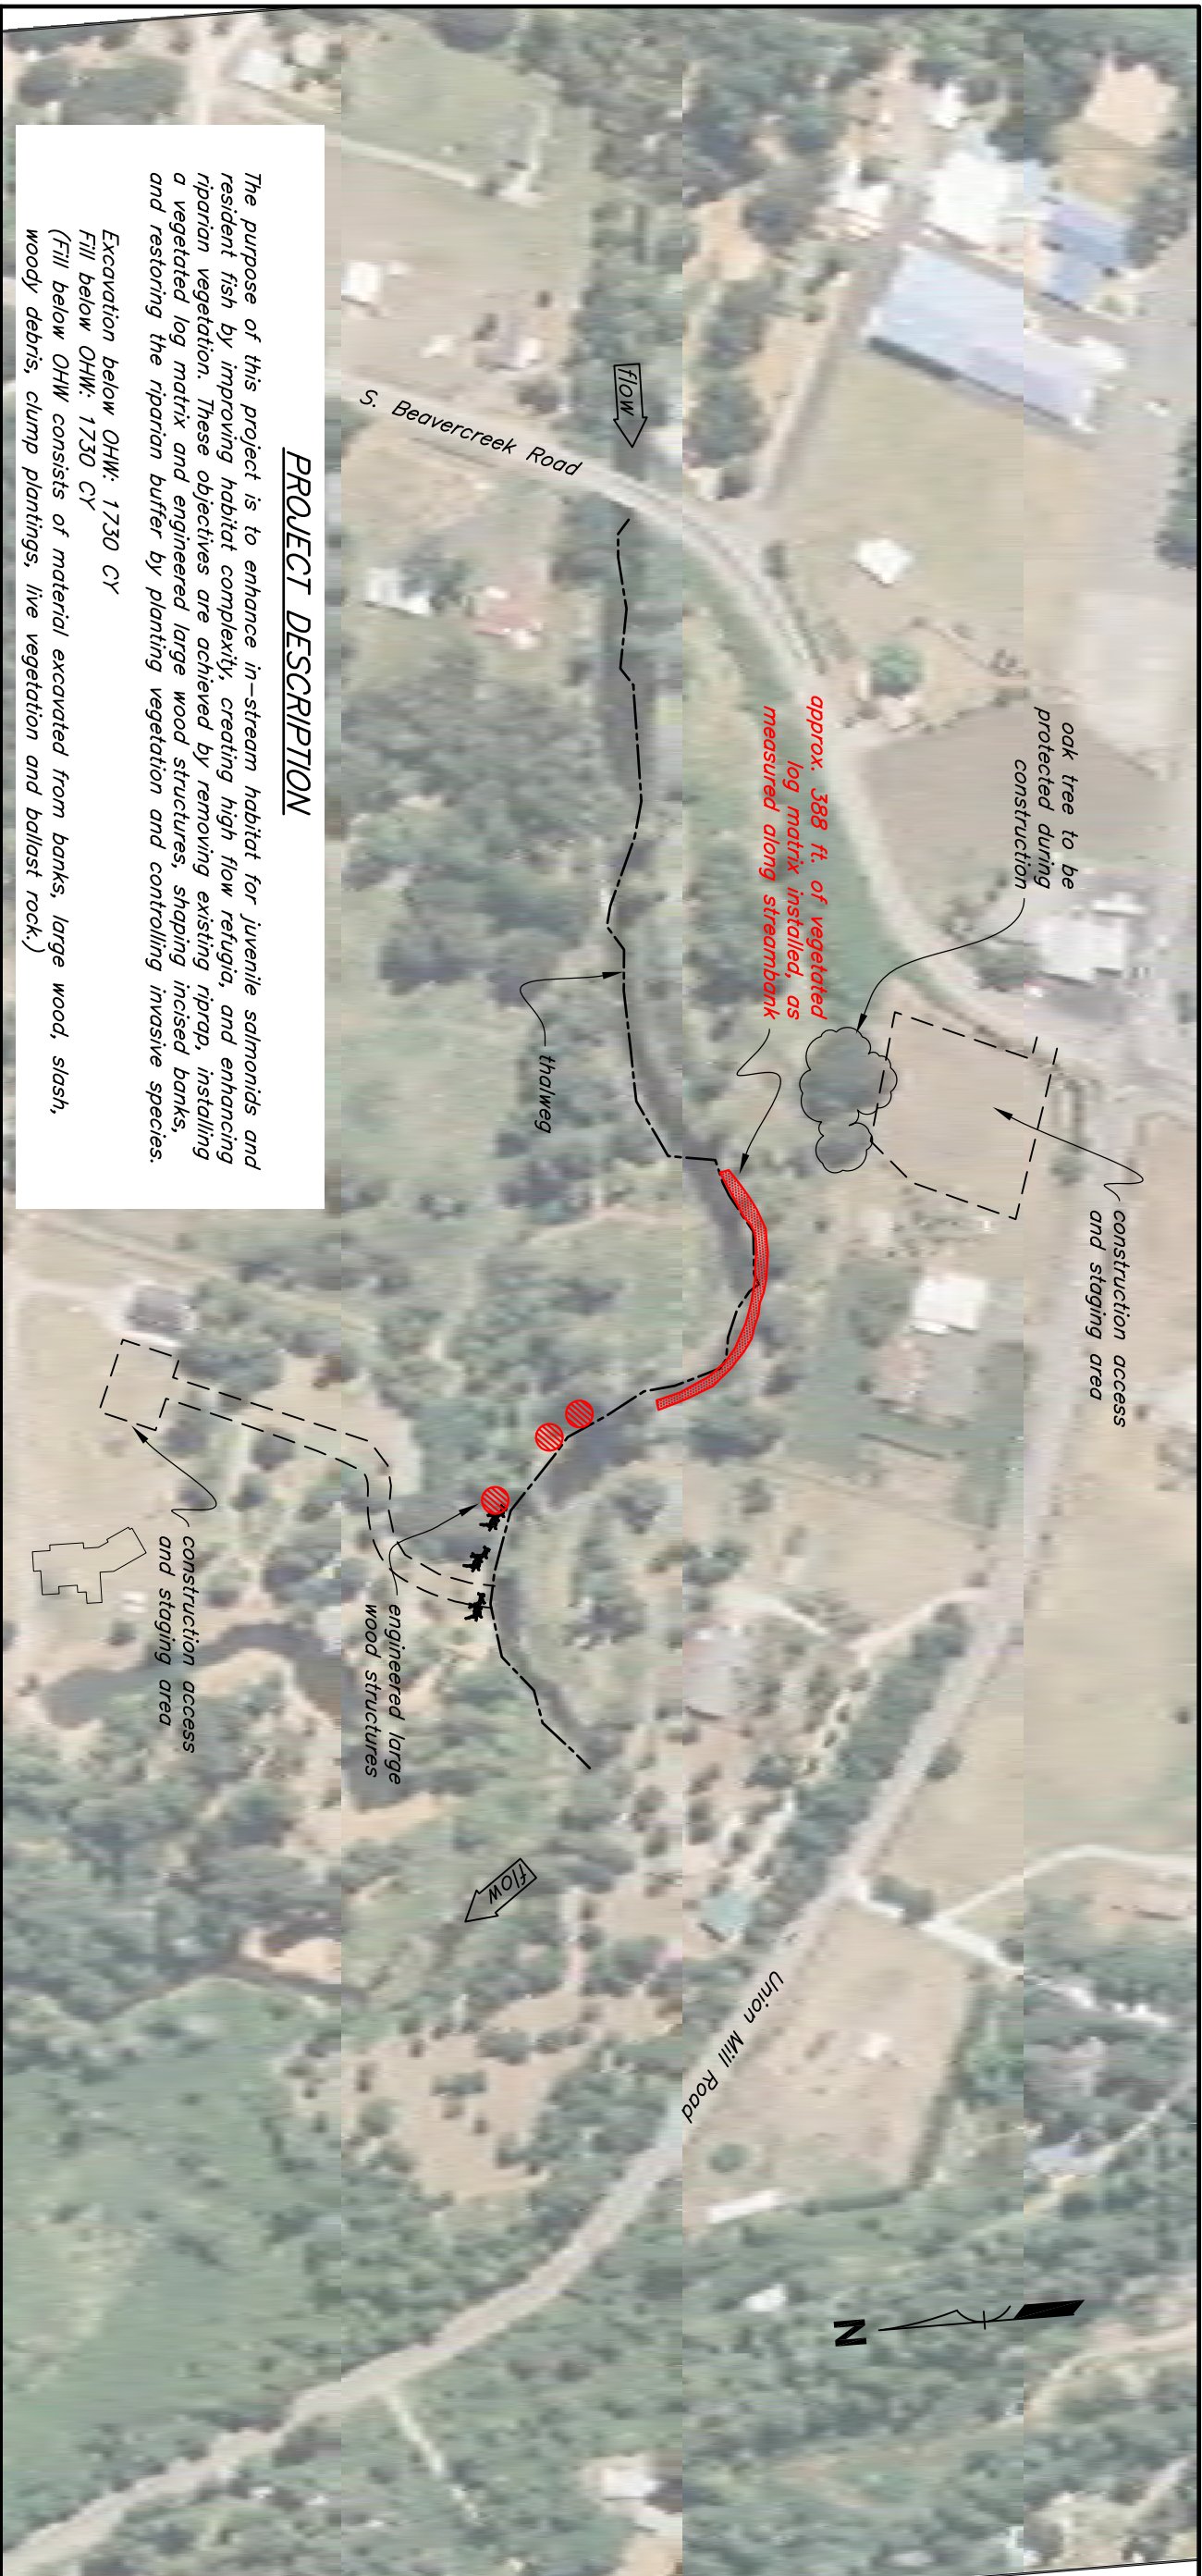 oak tree to be
protected during
construction
construction access
and staging area
approx. 388 ft. of vegetated
log matrix installed, as
measured along streambank
flow
S. Beavercreek Road
thalweg
flow
Union Mill Road
N
engineered large
wood structures
construction access
and staging area
PROJECT DESCRIPTION
The purpose of this project is to enhance in-stream habitat for juvenile salmonids and
resident fish by improving habitat complexity, creating high flow refugia, and enhancing
riparian vegetation. These objectives are achieved by removing existing riprap, installing
a vegetated log matrix and engineered large wood structures, shaping incised banks,
and restoring the riparian buffer by planting vegetation and controlling invasive species.
Excavation below OHW: 1730 CY
Fill below OHW: 1730 CY
(Fill below OHW consists of material excavated from banks, large wood, slash,
woody debris, clump plantings, live vegetation and ballast rock.)